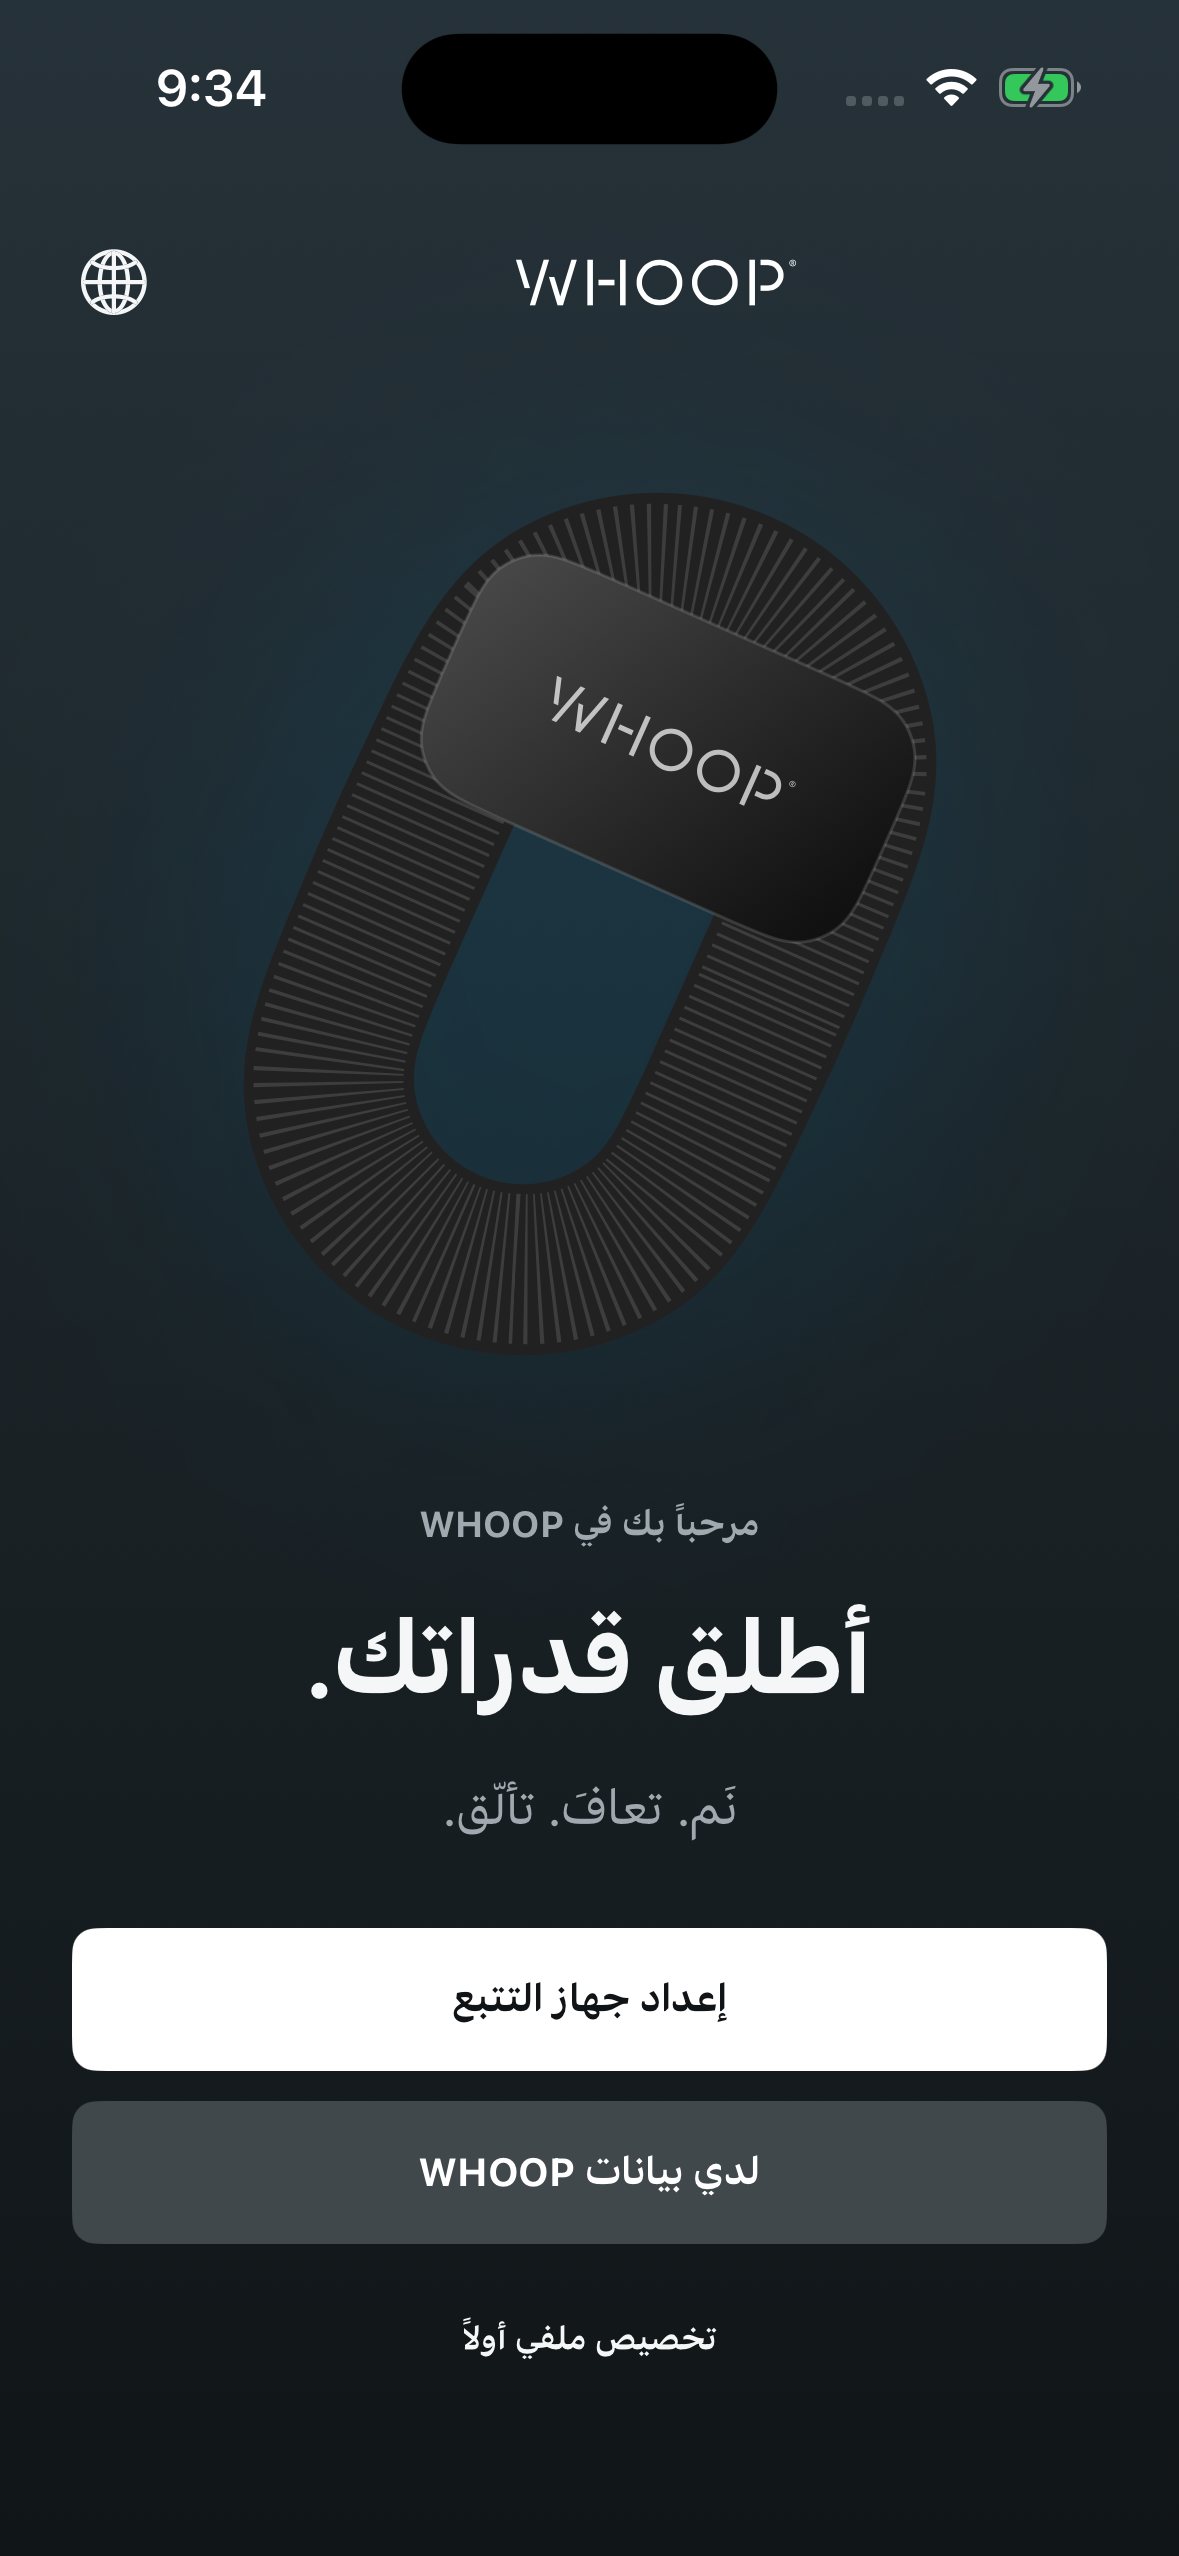 9:34
WHOOP®
WHOOP®
مرحباً بك في WHOOP
أطلق قدراتك.
نَم. تعافَ. تألّق.
إعداد جهاز التتبع
لدي بيانات WHOOP
تخصيص ملفي أولاً